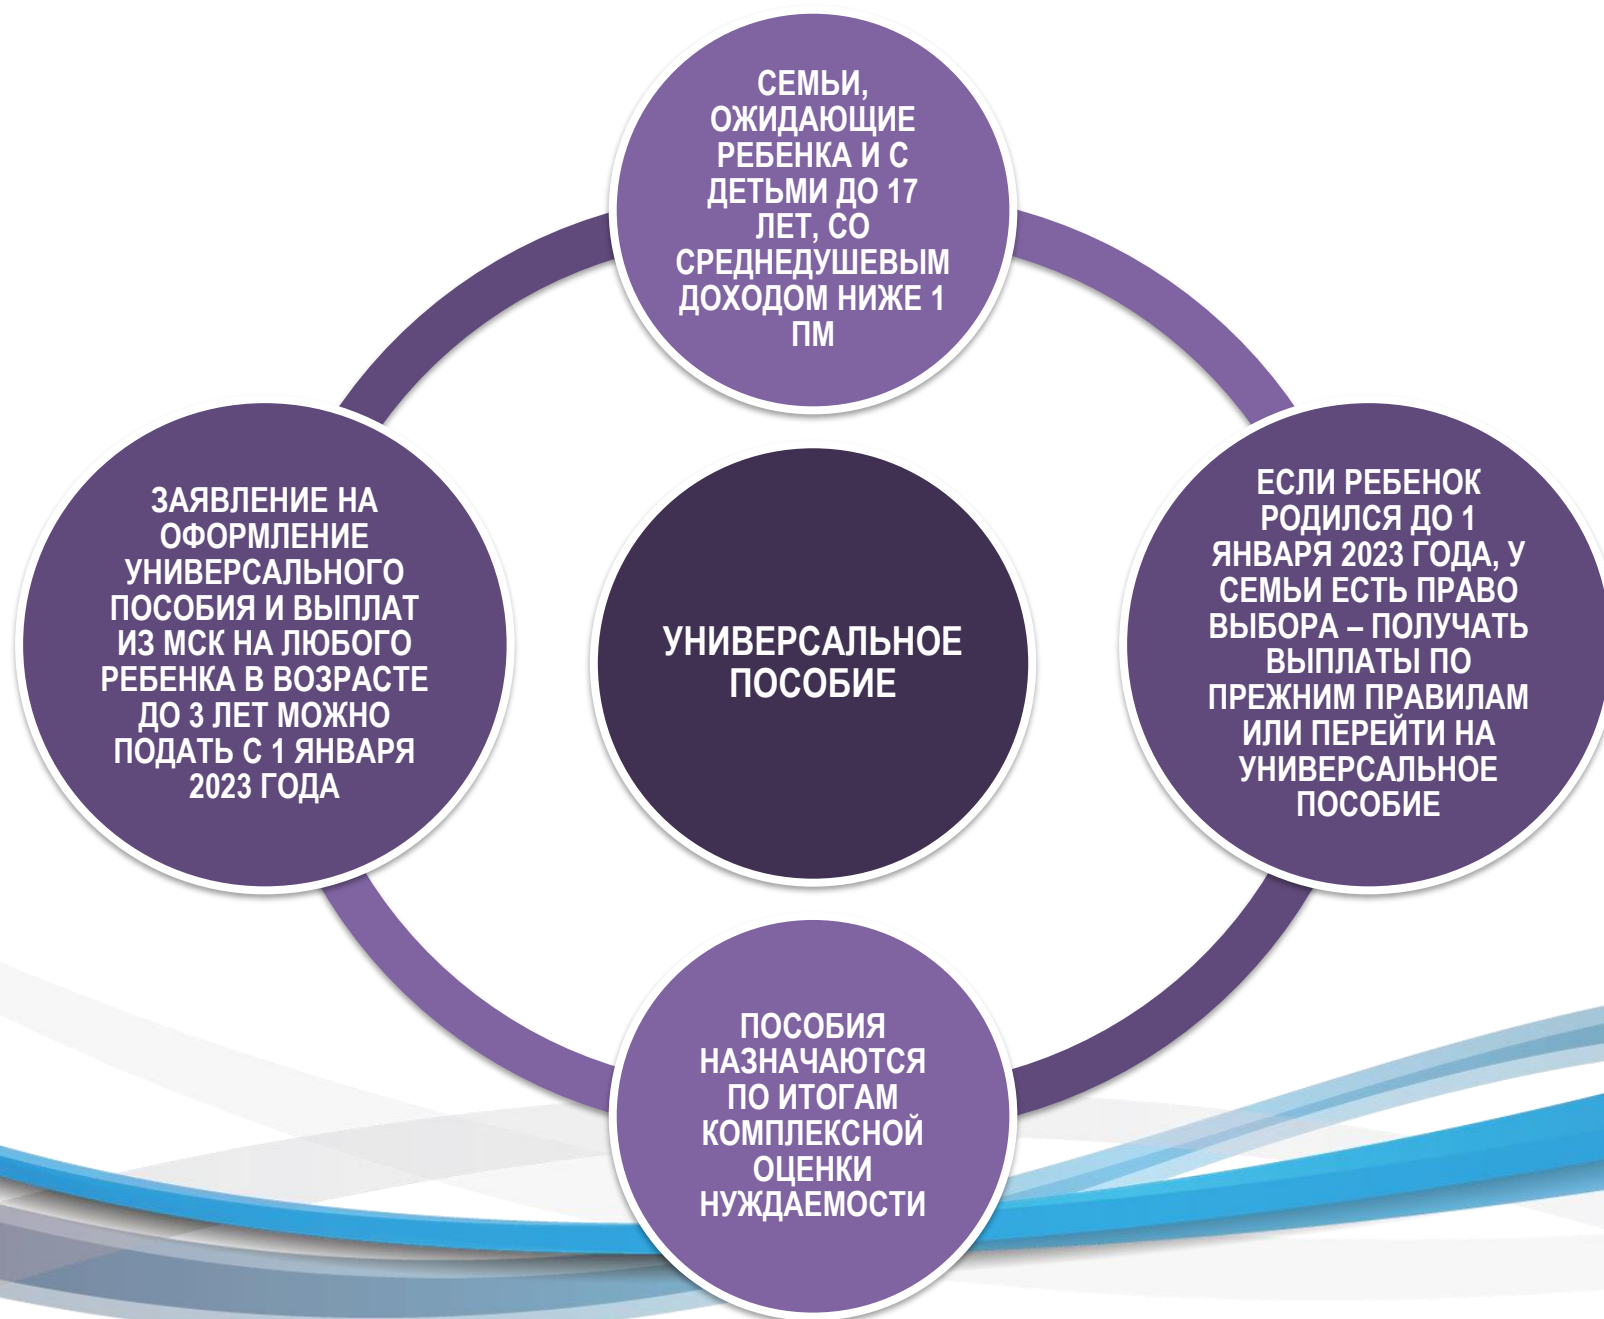 СЕМЬИ,
ОЖИДАЮЩИЕ
РЕБЕНКА И С
ДЕТЬМИ ДО 17
ЛЕТ, СО
СРЕДНЕДУШЕВЫМ
ДОХОДОМ НИЖЕ 1
ПМ
ЕСЛИ РЕБЕНОК
РОДИЛСЯ ДО 1
ЯНВАРЯ 2023 ГОДА, У
СЕМЬИ ЕСТЬ ПРАВО
ВЫБОРА – ПОЛУЧАТЬ
ВЫПЛАТЫ ПО
ПРЕЖНИМ ПРАВИЛАМ
ИЛИ ПЕРЕЙТИ НА
УНИВЕРСАЛЬНОЕ
ПОСОБИЕ
ПОСОБИЯ
НАЗНАЧАЮТСЯ
ПО ИТОГАМ
КОМПЛЕКСНОЙ
ОЦЕНКИ
НУЖДАЕМОСТИ
ЗАЯВЛЕНИЕ НА
ОФОРМЛЕНИЕ
УНИВЕРСАЛЬНОГО
ПОСОБИЯ И ВЫПЛАТ
ИЗ МСК НА ЛЮБОГО
РЕБЕНКА В ВОЗРАСТЕ
ДО 3 ЛЕТ МОЖНО
ПОДАТЬ С 1 ЯНВАРЯ
2023 ГОДА
УНИВЕРСАЛЬНОЕ
ПОСОБИЕ